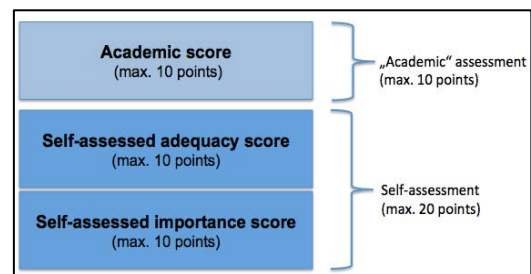 Academic score
(max. 10 points)
„Academic“ assessment
(max. 10 points)
Self-assessed adequacy score
(max. 10 points)
Self-assessment
(max. 20 points)
Self-assessed importance score
(max. 10 points)